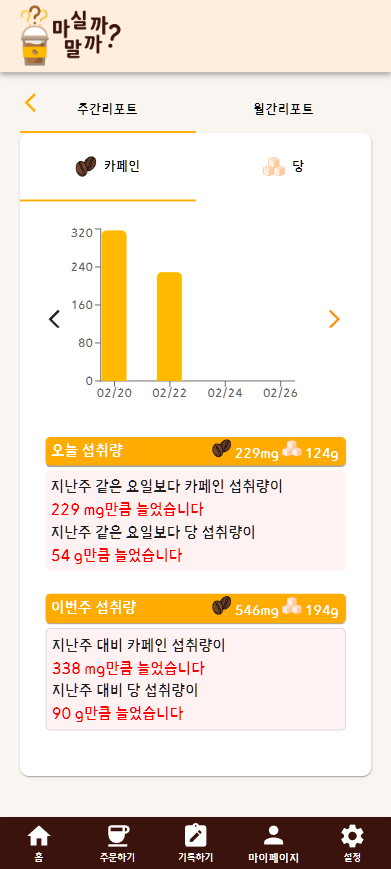 마실까?
말까?
주간리포트 월간리포트
카페인 당
320
240
160
80
0
02/20 02/22 02/24 02/26
오늘 섭취량 229mg 124g
지난주 같은 요일보다 카페인 섭취량이
229 mg만큼 늘었습니다
지난주 같은 요일보다 당 섭취량이
54 g만큼 늘었습니다
이번주 섭취량 546mg 194g
지난주 대비 카페인 섭취량이
338 mg만큼 늘었습니다
지난주 대비 당 섭취량이
90 g만큼 늘었습니다
홈 주문하기 기록하기 마이페이지 설정